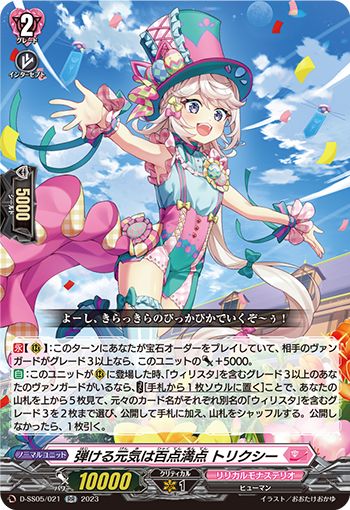 2
グレード
インターセプト
5000
シールド
よーし、きらっきらのぴっかぴかでいくぞ～ぅ！
永【Ⓡ】：このターンにあなたが宝石オーダーをプレイしていて、相手のヴァン
ガードがグレード3以上なら、このユニットの+5000。
自：このユニットが【Ⓡ】に登場した時、「ウィリスタ」を含むグレード3以上のあな
たのヴァンガードがいるなら、【手札から1枚ソウルに置く】ことで、あなたの
山札を上から5枚見て、元々のカード名がそれぞれ別名の「ウィリスタ」を含むグ
レード3を2枚まで選び、公開して手札に加え、山札をシャッフルする。公開
しなかったら、1枚引く。
ノーマルユニット
弾ける元気は百点満点 トリクシー
パワー
10000
クリティカル
1
リリカルモナステリオ
ヒューマン
D-SS05/021 RR 2023
イラスト／おおたけおかゆ